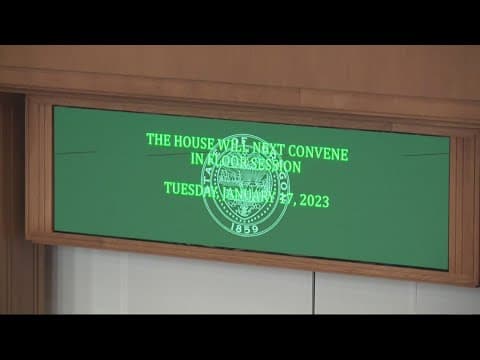 THE HOUSE WILL NEXT CONVENE
IN FLOOR SESSION
TUESDAY, JANUARY 17, 2023
1859